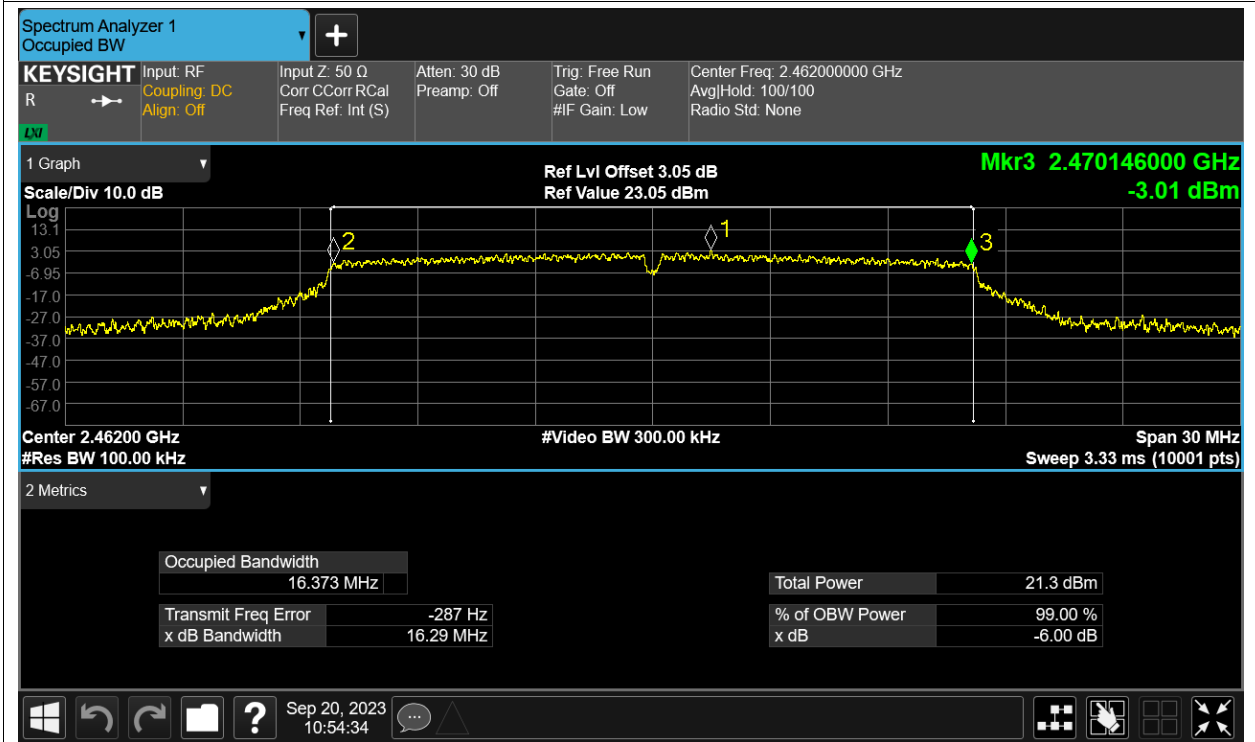 Spectrum Analyzer 1
Occupied BW
KEYSIGHT
R
LXI
Input: RF
Coupling: DC
Align: Off
Input Z: 50 Ω
Corr CCorr RCal
Freq Ref: Int (S)
Atten: 30 dB
Preamp: Off
Trig: Free Run
Gate: Off
#IF Gain: Low
Center Freq: 2.462000000 GHz
Avg|Hold: 100/100
Radio Std: None
1 Graph
Scale/Div 10.0 dB
Ref Lvl Offset 3.05 dB
Ref Value 23.05 dBm
Mkr3 2.470146000 GHz
-3.01 dBm
Log
13.1
3.05
-6.95
-17.0
-27.0
-37.0
-47.0
-57.0
-67.0
2
1
3
Center 2.46200 GHz
#Video BW 300.00 kHz
Span 30 MHz
#Res BW 100.00 kHz
Sweep 3.33 ms (10001 pts)
2 Metrics
Occupied Bandwidth
16.373 MHz
Total Power 21.3 dBm
Transmit Freq Error -287 Hz
% of OBW Power 99.00 %
x dB Bandwidth 16.29 MHz
x dB -6.00 dB
?
Sep 20, 2023
10:54:34